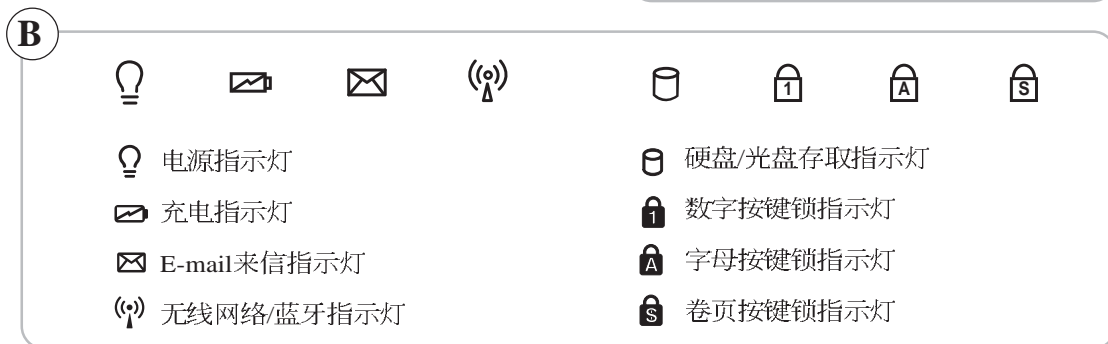 B
1 A S
电源指示灯
充电指示灯
E-mail来信指示灯
无线网络/蓝牙指示灯
硬盘/光盘存取指示灯
1 数字按键锁指示灯
A 字母按键锁指示灯
S 卷页按键锁指示灯